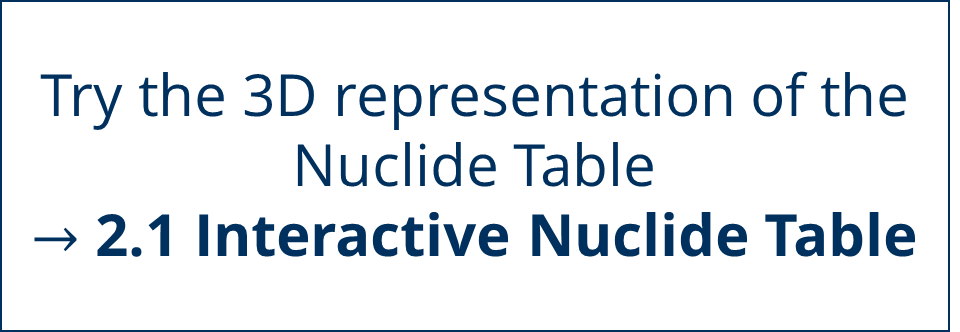 Try the 3D representation of the
Nuclide Table
→ 2.1 Interactive Nuclide Table